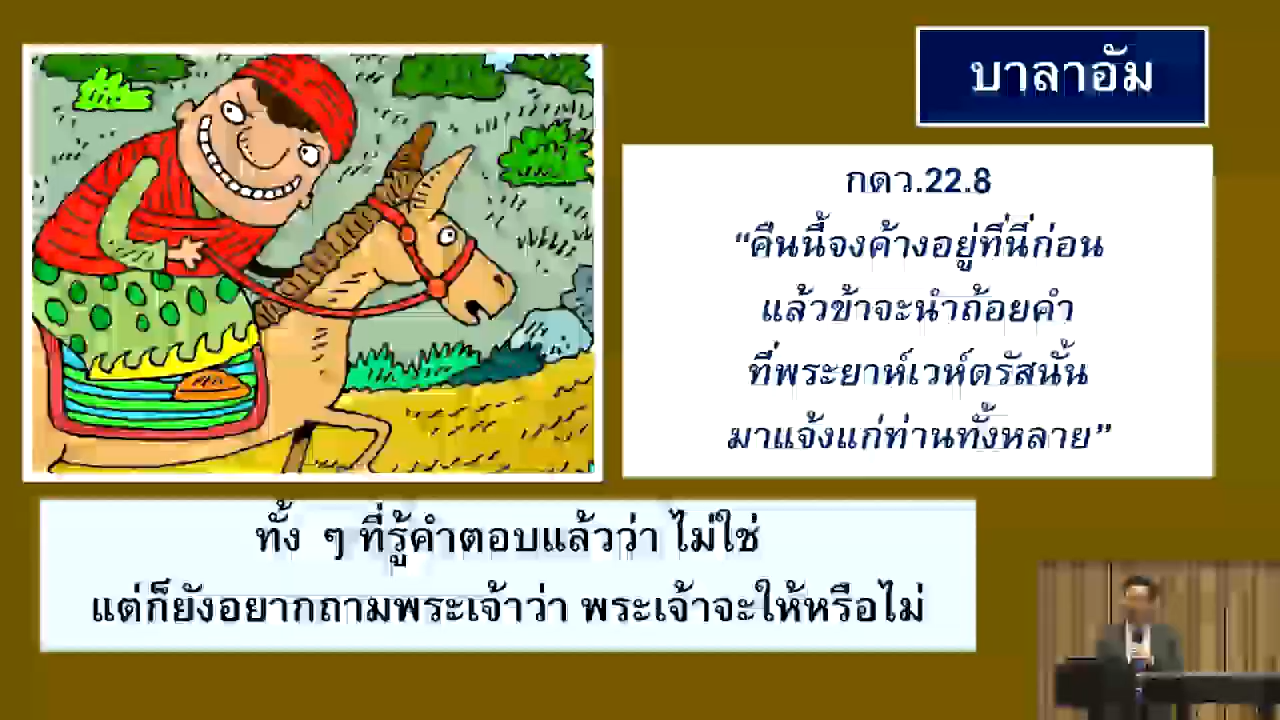 บาลาอัม
กดว.22.8
“คืนนี้จงค้างอยู่ที่นี่ก่อน
แล้วข้าจะนำถ้อยคำ
ที่พระยาห์เวห์ตรัสนั้น
มาแจ้งแก่ท่านทั้งหลาย”
ทั้ง ๆ ที่รู้คำตอบแล้วว่า ไม่ใช่
แต่ก็ยังอยากถามพระเจ้าว่า พระเจ้าจะให้หรือไม่